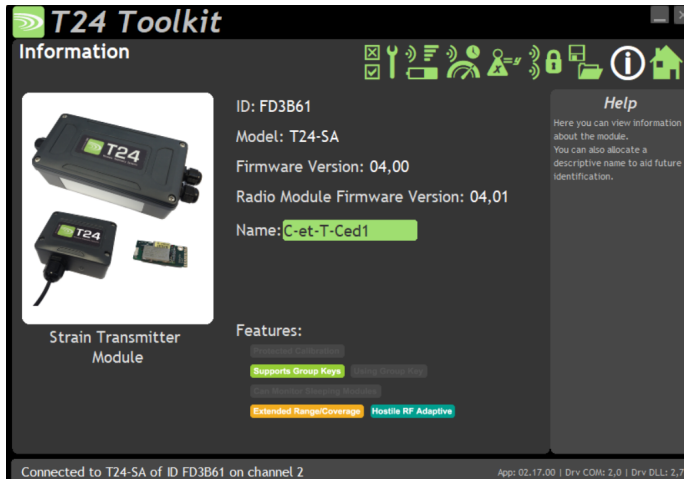 T24 Toolkit
Information
ID: FD3B61
Model: T24-SA
Firmware Version: 04,00
Radio Module Firmware Version: 04,01
Name: C-et-T-Ced1
T24
T24
Strain Transmitter
Module
Features:
Protected Calibration
Supports Group Keys Using Group Key
Can Monitor Sleeping Modules
Extended Range/Coverage Hostile RF Adaptive
Help
Here you can view information
about the module.
You can also allocate a
descriptive name to aid future
identification.
Connected to T24-SA of ID FD3B61 on channel 2
App: 02.17.00 | Drv COM: 2,0 | Drv DLL: 2,7